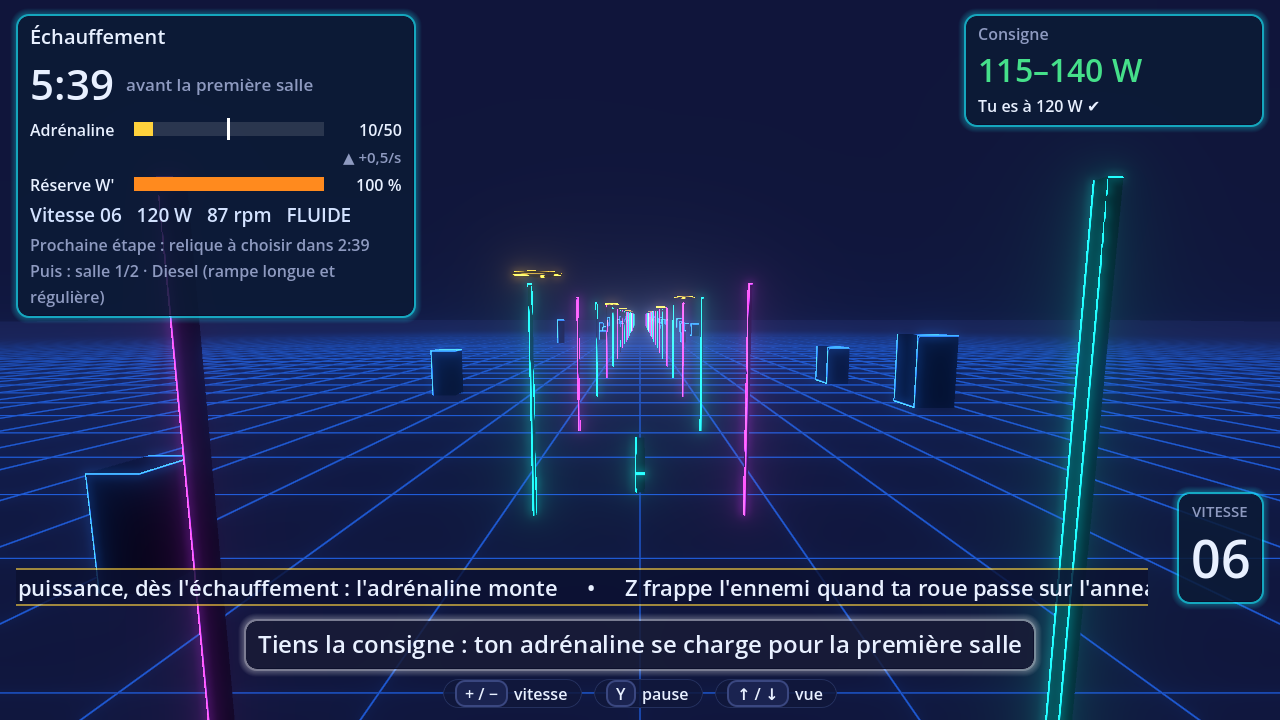 Échauffement
5:39 avant la première salle
Adrénaline 10/50
▲ +0,5/s
Réserve W' 100 %
Vitesse 06 120 W 87 rpm FLUIDE
Prochaine étape : relique à choisir dans 2:39
Puis : salle 1/2 · Diesel (rampe longue et
régulière)
Consigne
115–140 W
Tu es à 120 W ✔
VITESSE
06
puissance, dès l'échauffement : l'adrénaline monte • Z frappe l'ennemi quand ta roue passe sur
Tiens la consigne : ton adrénaline se charge pour la première salle
+ / − vitesse Y pause ↑ / ↓ vue